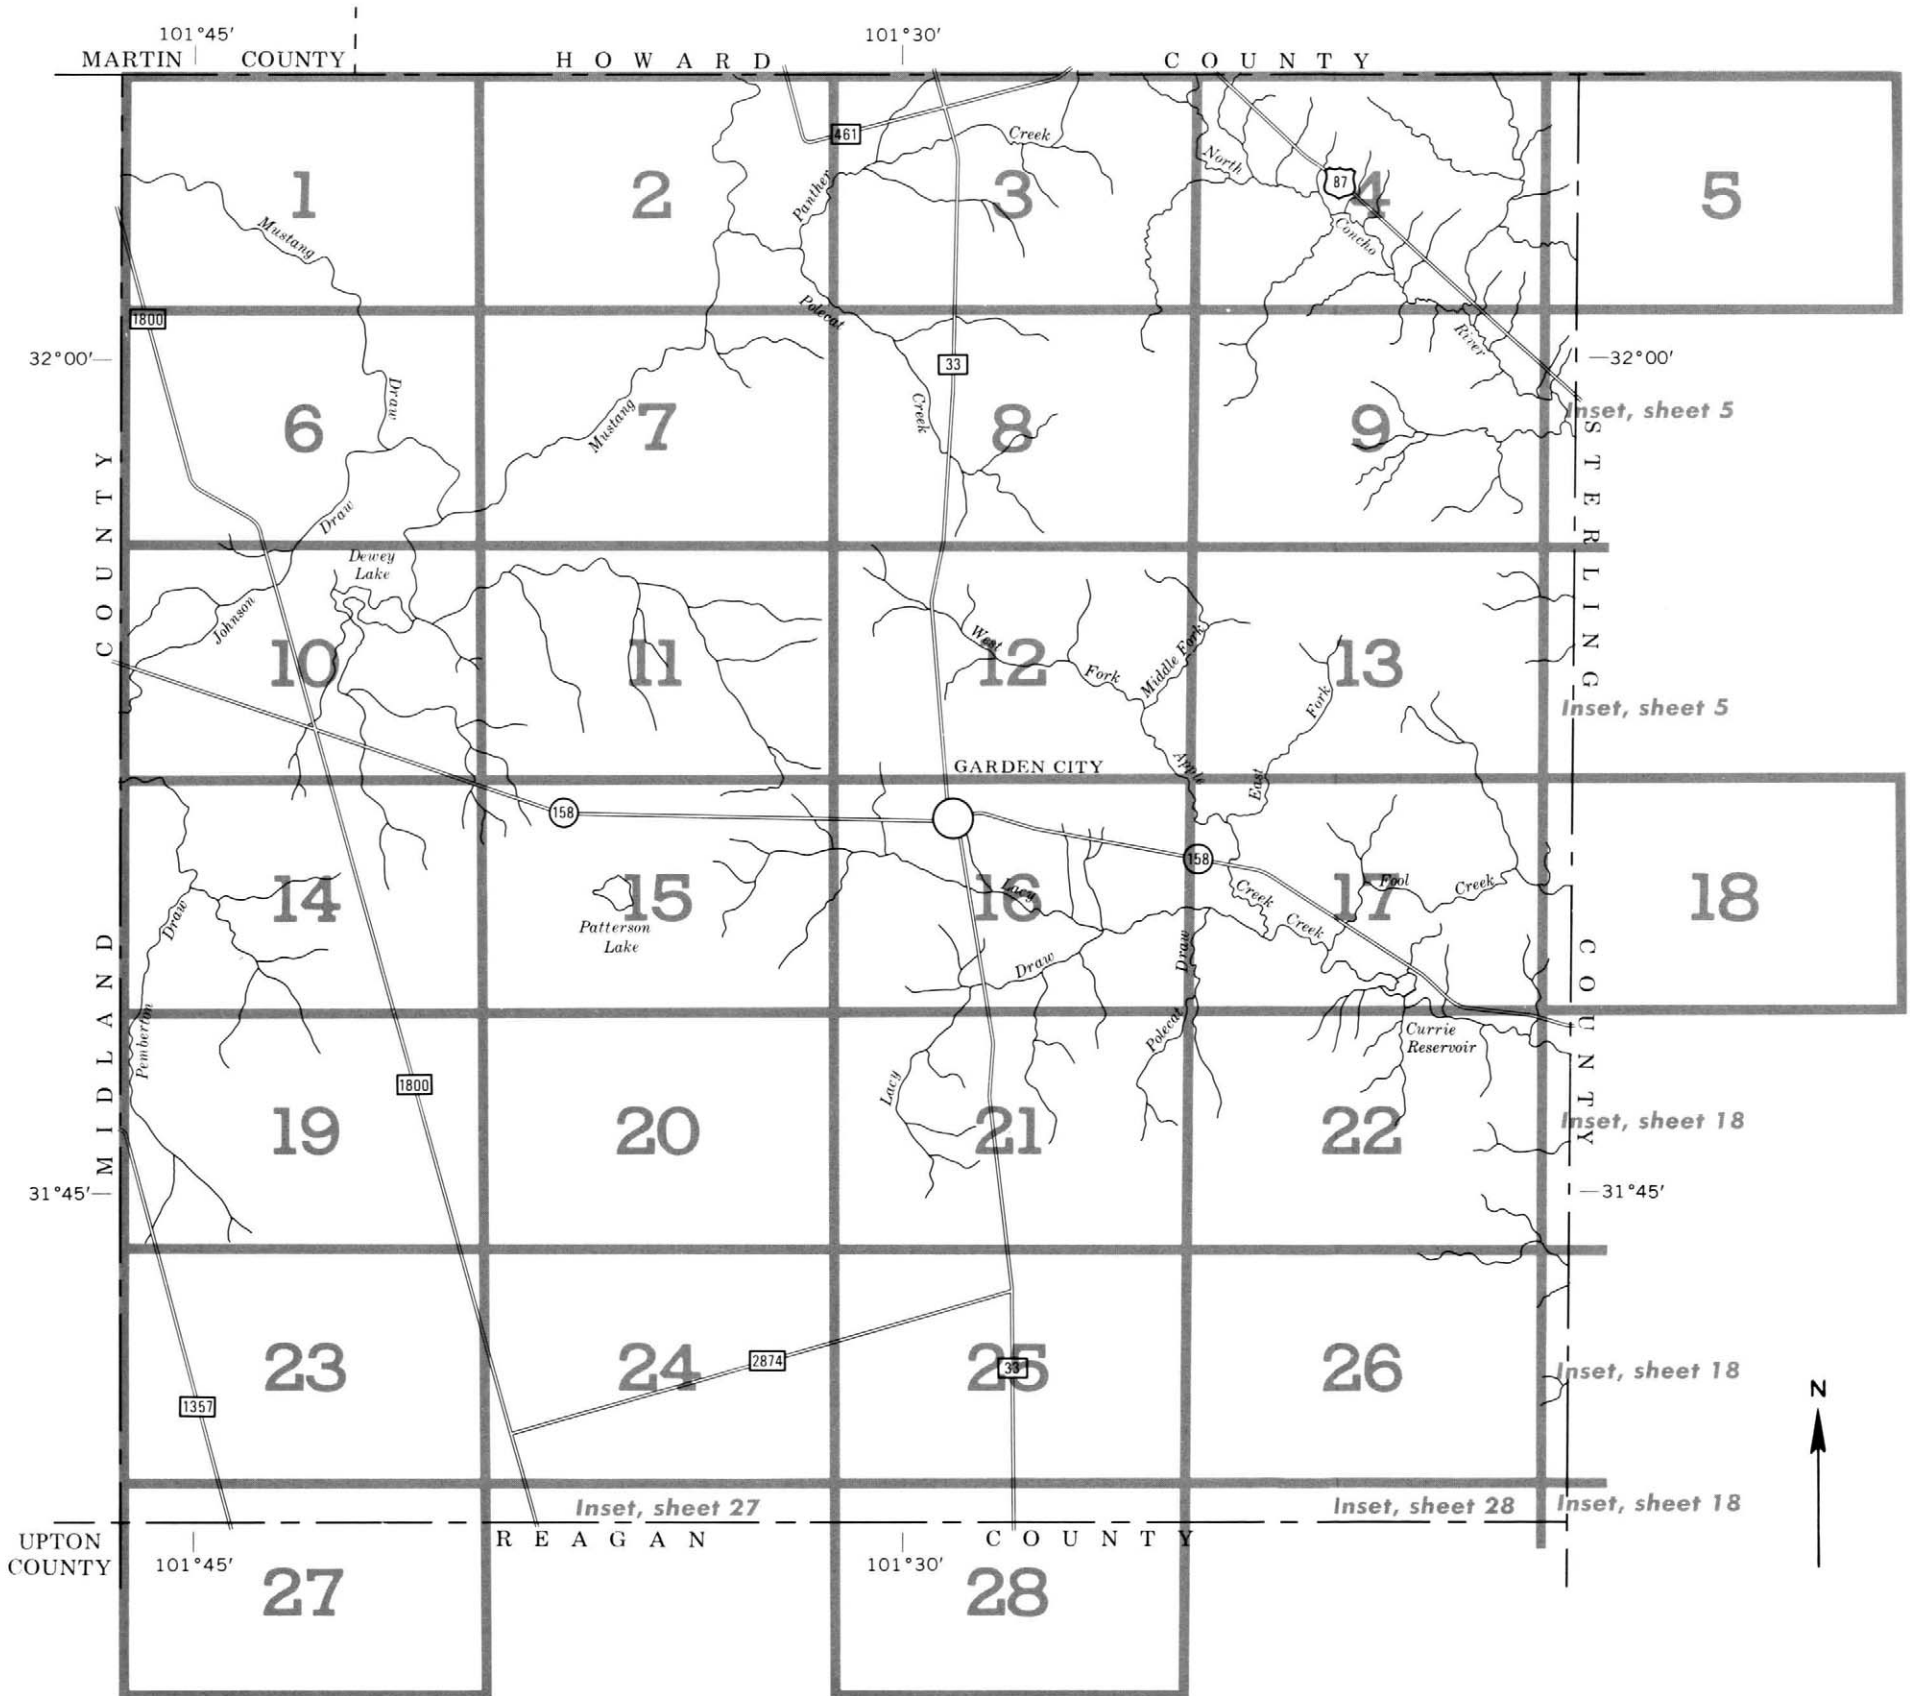 101°45'
101°30'
MARTIN COUNTY
HOWARD COUNTY
461
Creek
North
87
1
2
3
4
5
Panther
Mustang
Concho
1800
Polecat
River
32°00'
33
32°00'
Draw
Creek
Mustang
Inset, sheet 5
6
7
8
9
Draw
Dewey
Lake
Johnson
West
Fork
Middle Fork
10
11
12
13
Fork
Inset, sheet 5
GARDEN CITY
Apple
East
158
158
Lacy
Creek
Fool Creek
14
15
16
17
18
Draw
Patterson
Lake
Creek
Draw
Draw
Pemberton
Polecat
Currie
Reservoir
1800
Lacy
19
20
21
22
Inset, sheet 18
31°45'
31°45'
23
24
2874
25
33
26
Inset, sheet 18
N
1357
Inset, sheet 27
Inset, sheet 28
Inset, sheet 18
UPTON
COUNTY
REAGAN COUNTY
101°45'
101°30'
27
28
MIDLAND COUNTY
STERLING COUNTY